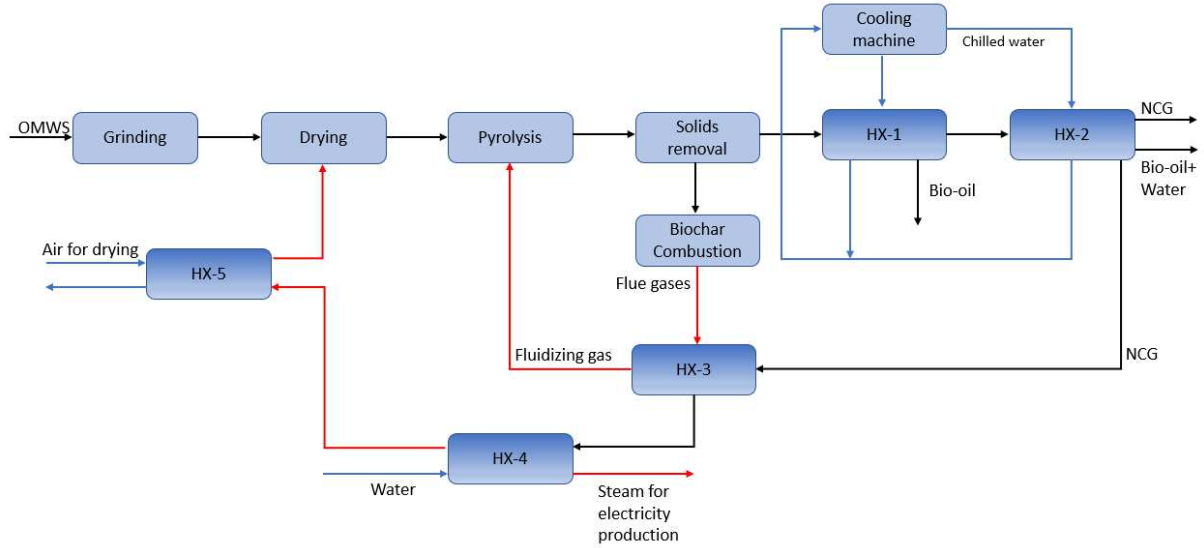 Cooling
machine
Chilled water
NCG
OMWS
Grinding
Drying
Pyrolysis
Solids
removal
HX-1
HX-2
Bio-oil+
Water
Bio-oil
Biochar
Combustion
Air for drying
HX-5
Flue gases
Fluidizing gas
HX-3
NCG
HX-4
Water
Steam for
electricity
production